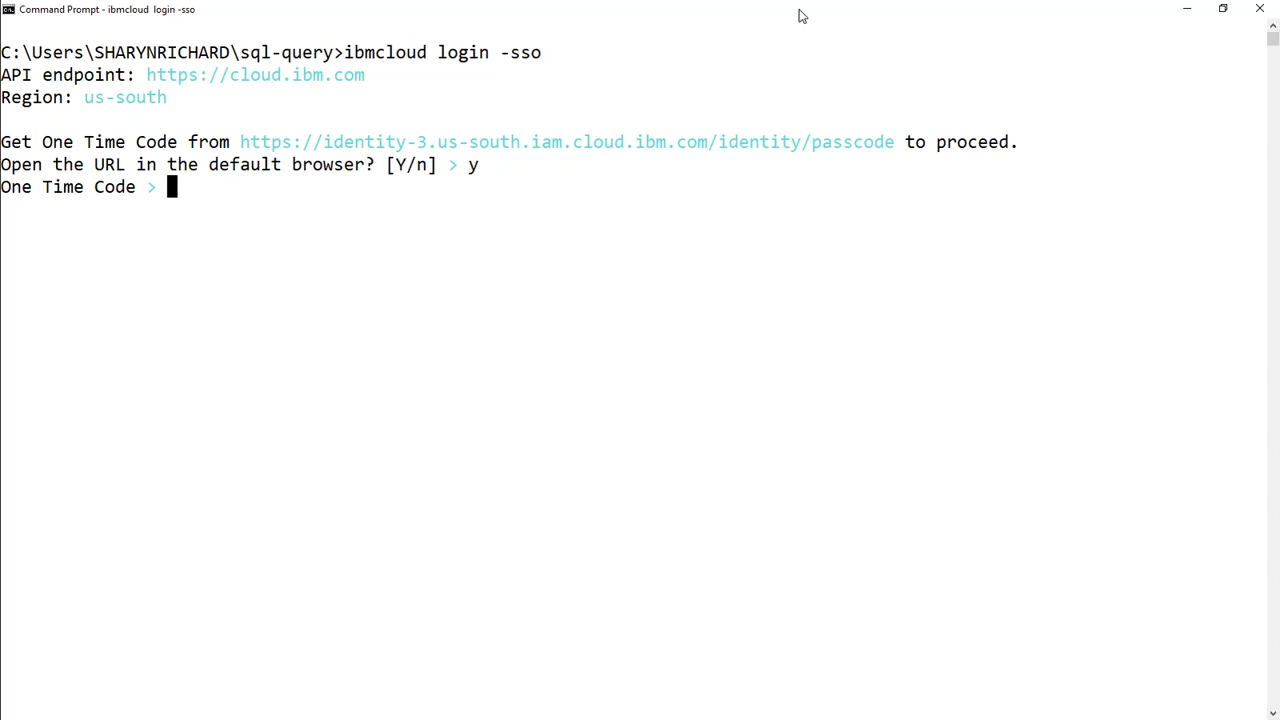 Command Prompt - ibmcloud login -sso
C:\Users\SHARYNRICHARD\sql-query>ibmcloud login -sso
API endpoint: https://cloud.ibm.com
Region: us-south
Get One Time Code from https://identity-3.us-south.iam.cloud.ibm.com/identity/passcode to proceed.
Open the URL in the default browser? [Y/n] > y
One Time Code >